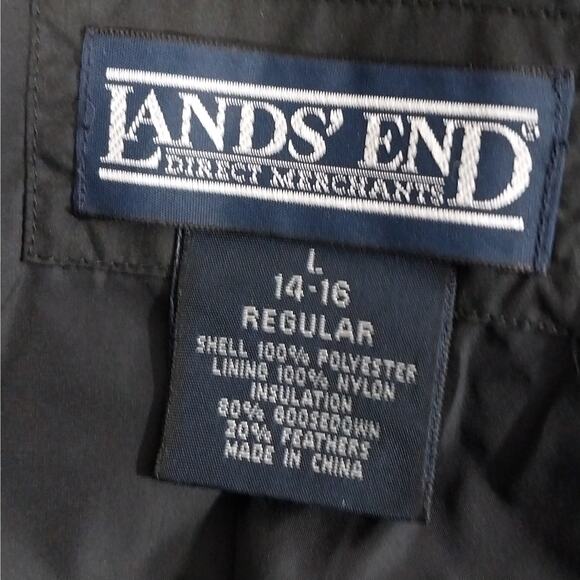 LANDS' END®
DIRECT MERCHANTS
L
14-16
REGULAR
SHELL 100% POLYESTER
LINING 100% NYLON
INSULATION
80% GOOSEDOWN
20% FEATHERS
MADE IN CHINA